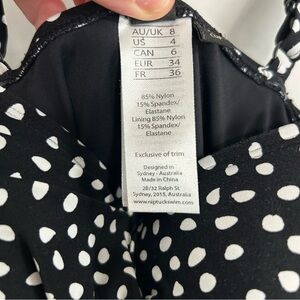 AU/UK 8
US 4
CAN 6
EUR 34
FR 36
85% Nylon
15% Spandex/
Elastane
Lining 85% Nylon
15% Spandex/
Elastane
Exclusive of trim
Designed in
Sydney - Australia
Made in China
28/32 Ralph St
Sydney, 2015, Australia
www.niptuckswim.com